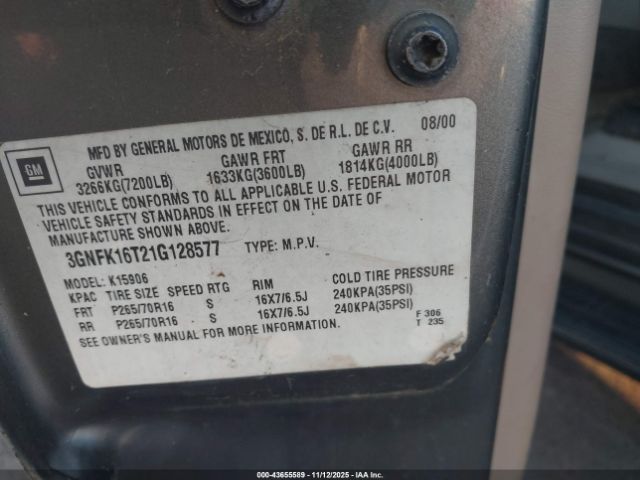 GM
MFD BY GENERAL MOTORS DE MEXICO, S. DE R.L. DE C.V. 08/00
GVWR GAWR FRT GAWR RR
3266KG(7200LB) 1633KG(3600LB) 1814KG(4000LB)
THIS VEHICLE CONFORMS TO ALL APPLICABLE U.S. FEDERAL MOTOR
VEHICLE SAFETY STANDARDS IN EFFECT ON THE DATE OF
MANUFACTURE SHOWN ABOVE.
3GNFK16T21G128577 TYPE: M.P.V.
MODEL: K15906
KPAC TIRE SIZE SPEED RTG RIM COLD TIRE PRESSURE
FRT P265/70R16 S 16X7/6.5J 240KPA(35PSI)
RR P265/70R16 S 16X7/6.5J 240KPA(35PSI)
SEE OWNER'S MANUAL FOR MORE INFORMATION.
F 306
T 235
000-43655589 - 11/12/2025 - IAA Inc.